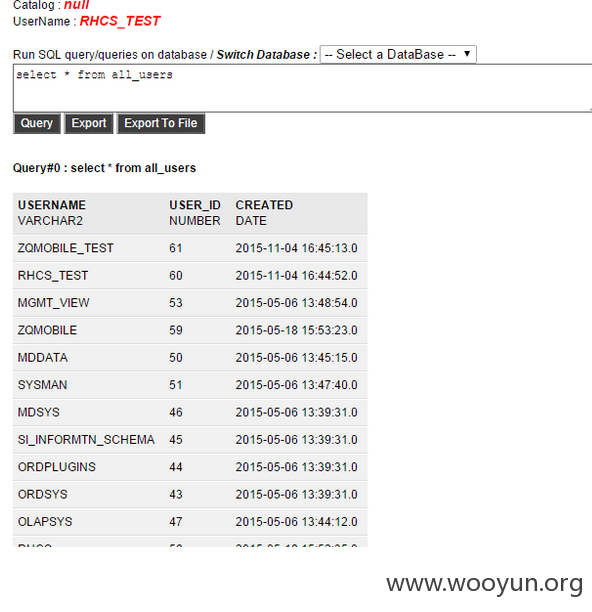 Catalog : null
UserName : RHCS_TEST
Run SQL query/queries on database / Switch Database : -- Select a DataBase --
select * from all_users
Query Export Export To File
Query#0 : select * from all_users
USERNAME USER_ID CREATED
VARCHAR2 NUMBER DATE
ZQMOBILE_TEST 61 2015-11-04 16:45:13.0
RHCS_TEST 60 2015-11-04 16:44:52.0
MGMT_VIEW 53 2015-05-06 13:48:54.0
ZQMOBILE 59 2015-05-18 15:53:23.0
MDDATA 50 2015-05-06 13:45:15.0
SYSMAN 51 2015-05-06 13:47:40.0
MDSYS 46 2015-05-06 13:39:31.0
SI_INFORMTN_SCHEMA 45 2015-05-06 13:39:31.0
ORDPLUGINS 44 2015-05-06 13:39:31.0
ORDSYS 43 2015-05-06 13:39:31.0
OLAPSYS 47 2015-05-06 13:44:12.0
www.wooyun.org